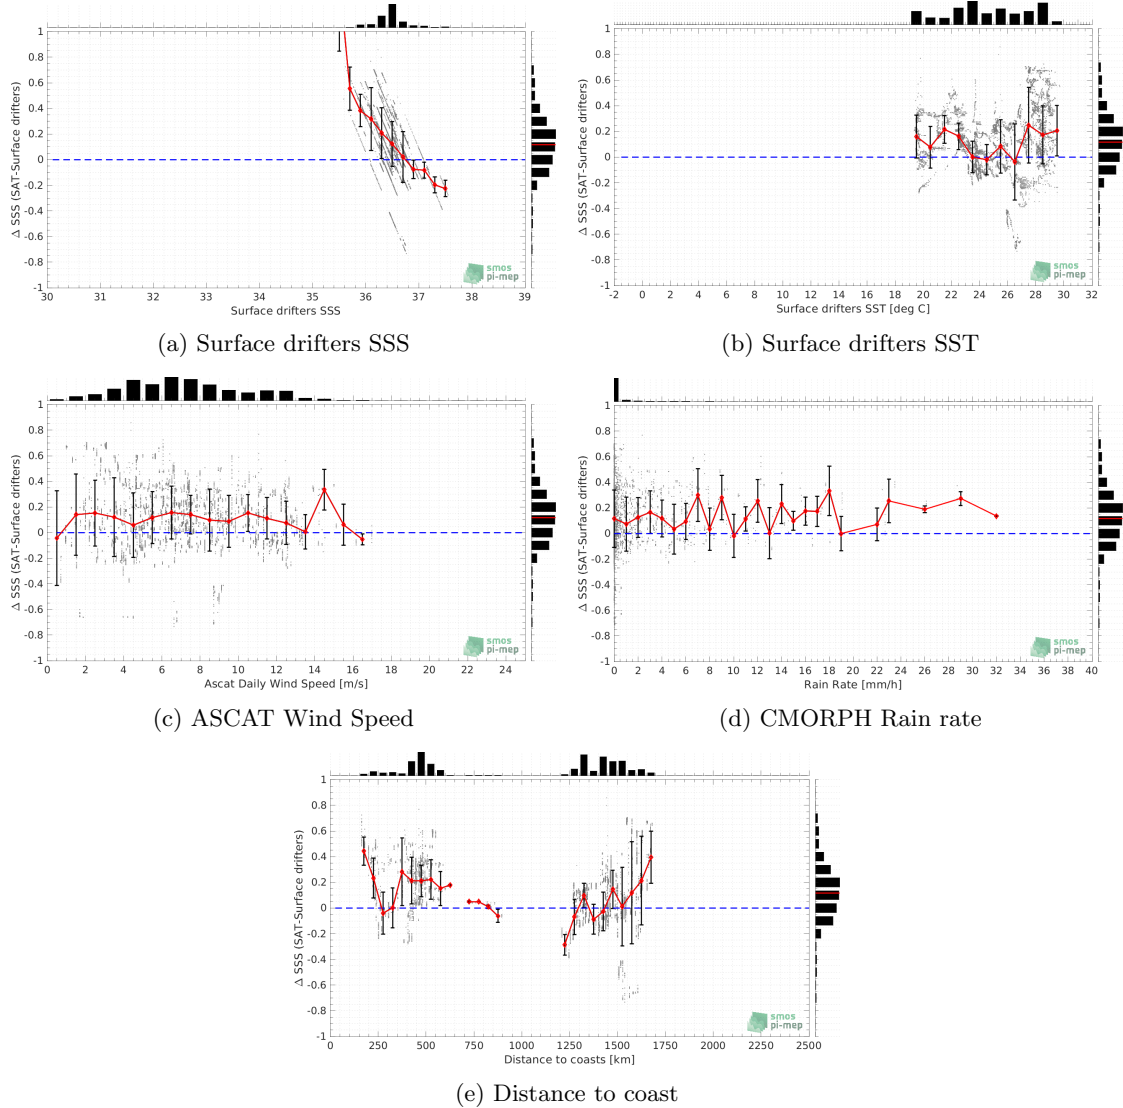 1
0.8
0.6
0.4
0.2
0
-0.2
-0.4
-0.6
-0.8
-1
Δ SSS (SAT-Surface drifters)
30 31 32 33 34 35 36 37 38 39
Surface drifters SSS
smos
pi-mep
(a) Surface drifters SSS
1
0.8
0.6
0.4
0.2
0
-0.2
-0.4
-0.6
-0.8
-1
Δ SSS (SAT-Surface drifters)
-2 0 2 4 6 8 10 12 14 16 18 20 22 24 26 28 30 32
Surface drifters SST [deg C]
smos
pi-mep
(b) Surface drifters SST
1
0.8
0.6
0.4
0.2
0
-0.2
-0.4
-0.6
-0.8
-1
Δ SSS (SAT-Surface drifters)
0 2 4 6 8 10 12 14 16 18 20 22 24
Ascat Daily Wind Speed [m/s]
smos
pi-mep
(c) ASCAT Wind Speed
1
0.8
0.6
0.4
0.2
0
-0.2
-0.4
-0.6
-0.8
-1
Δ SSS (SAT-Surface drifters)
0 2 4 6 8 10 12 14 16 18 20 22 24 26 28 30 32 34 36 38 40
Rain Rate [mm/h]
smos
pi-mep
(d) CMORPH Rain rate
1
0.8
0.6
0.4
0.2
0
-0.2
-0.4
-0.6
-0.8
-1
Δ SSS (SAT-Surface drifters)
0 250 500 750 1000 1250 1500 1750 2000 2250 2500
Distance to coasts [km]
smos
pi-mep
(e) Distance to coast